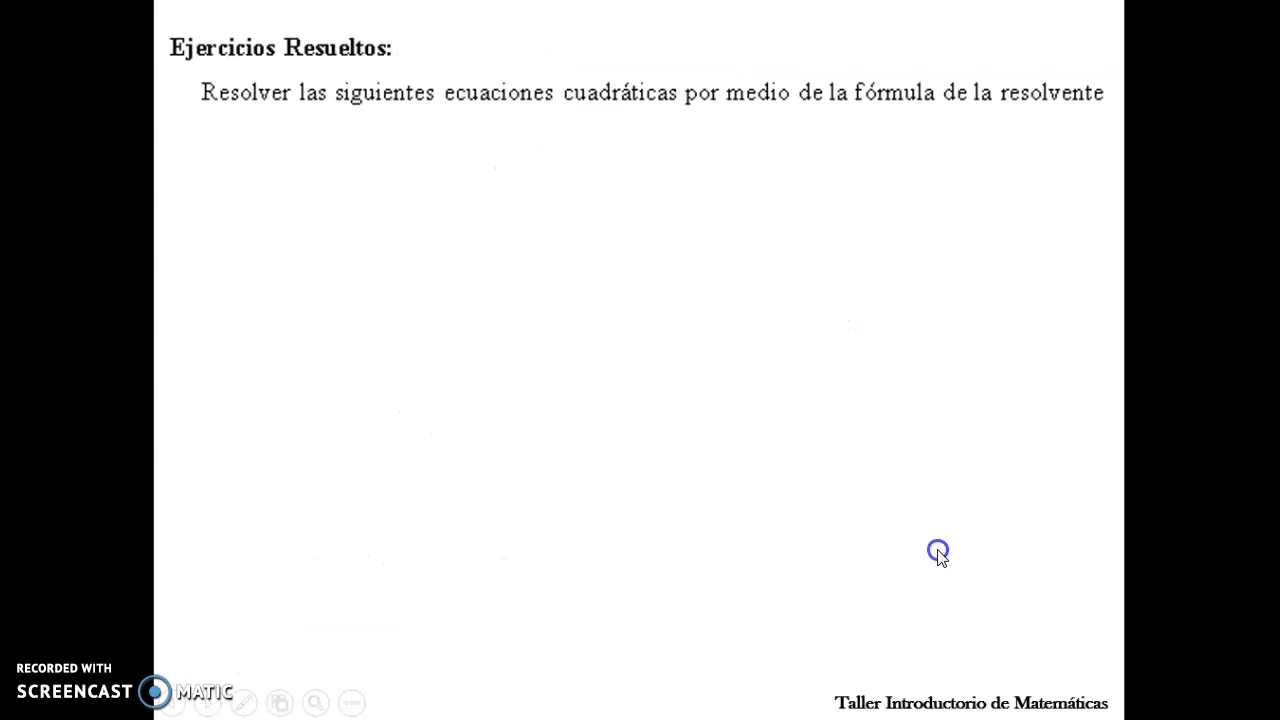 Ejercicios Resueltos:
Resolver las siguientes ecuaciones cuadráticas por medio de la fórmula de la resolvente
RECORDED WITH
SCREENCAST MATIC
Taller Introductorio de Matemáticas